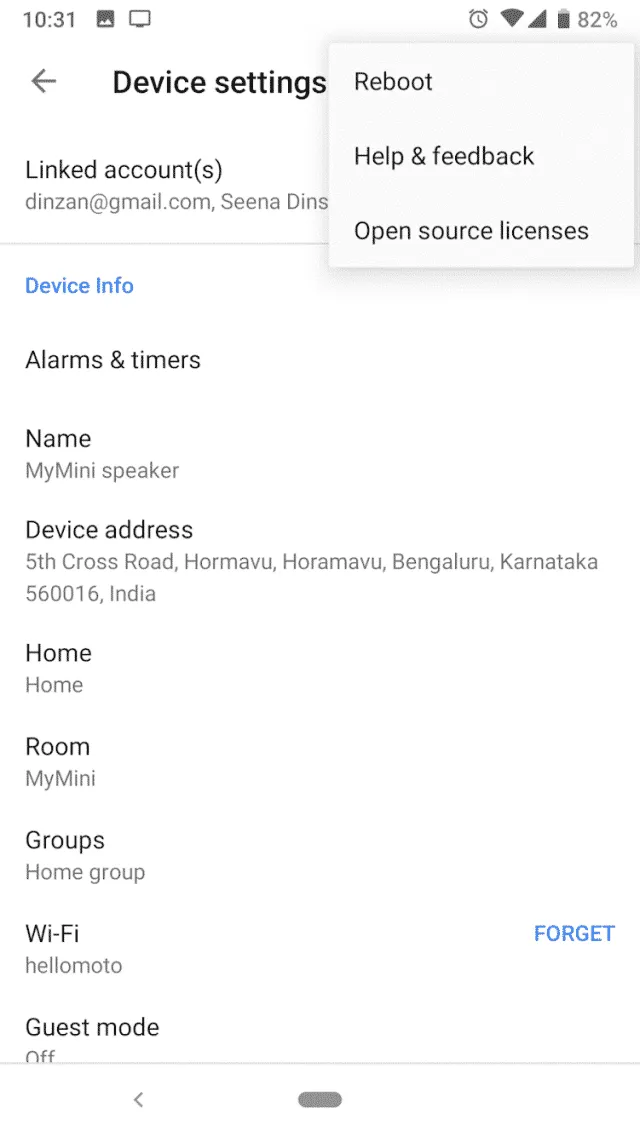 10:31 82%
Device settings
Reboot
Help & feedback
Open source licenses
Linked account(s)
dinzan@gmail.com, Seena Dins
Device Info
Alarms & timers
Name
MyMini speaker
Device address
5th Cross Road, Hormavu, Horamavu, Bengaluru, Karnataka
560016, India
Home
Home
Room
MyMini
Groups
Home group
Wi-Fi FORGET
hellomoto
Guest mode
Off